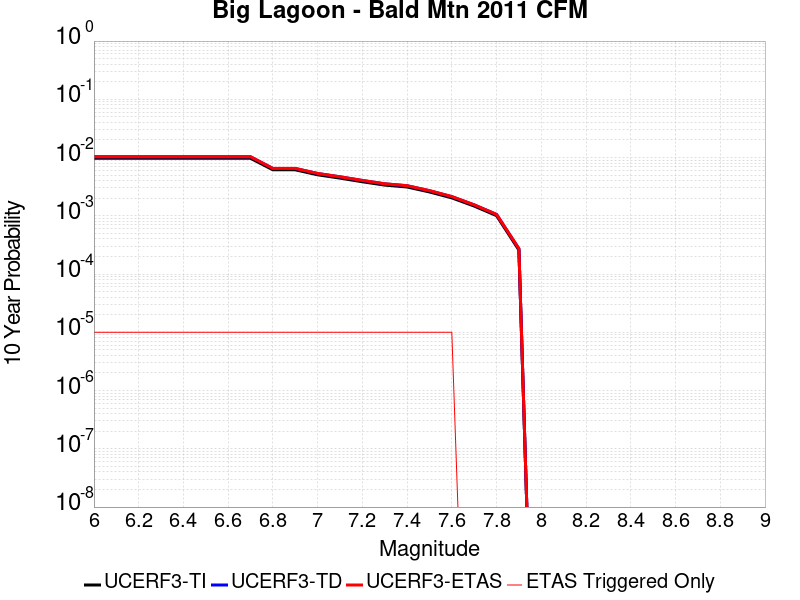 Big Lagoon - Bald Mtn 2011 CFM
10 Year Probability
10^0
10^-1
10^-2
10^-3
10^-4
10^-5
10^-6
10^-7
10^-8
6 6.2 6.4 6.6 6.8 7 7.2 7.4 7.6 7.8 8 8.2 8.4 8.6 8.8 9
Magnitude
UCERF3-TI UCERF3-TD UCERF3-ETAS ETAS Triggered Only